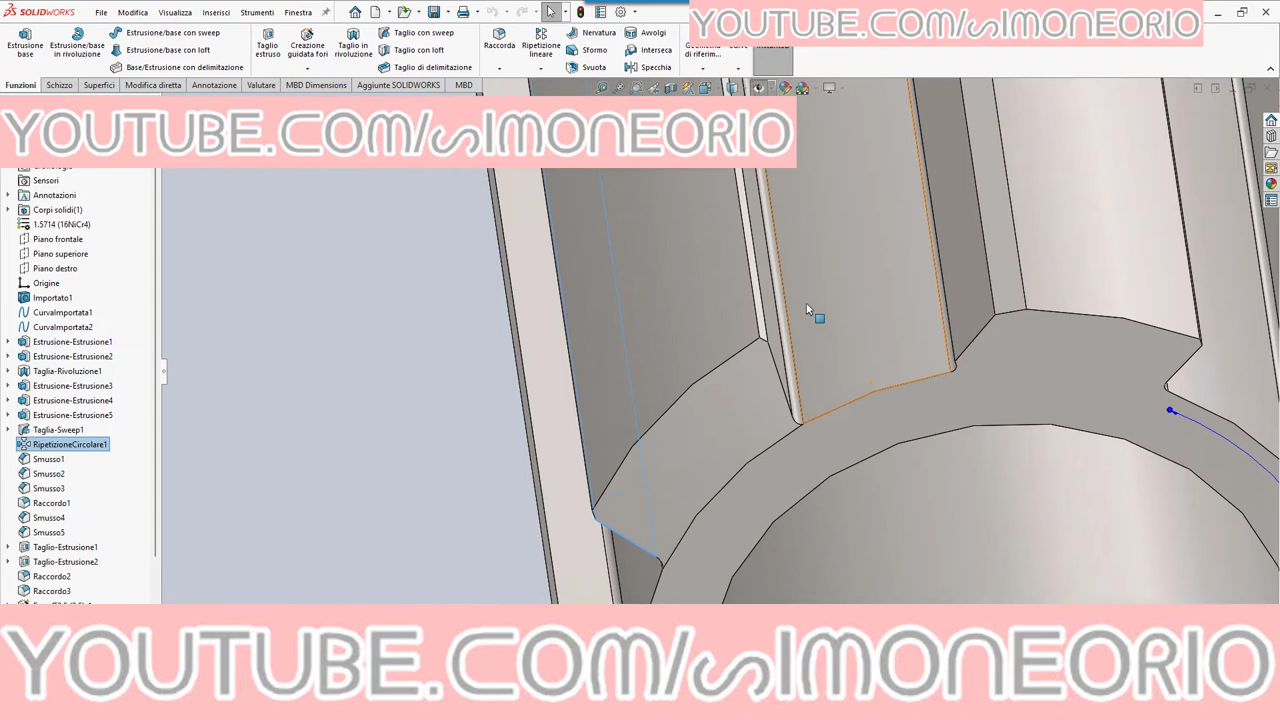 SOLIDWORKS
File
Modifica
Visualizza
Inserisci
Strumenti
Finestra
YOUTUBE.COM/SIMONEORIO
Estrusione base
Estrusione/base in rivoluzione
Estrusione/base con sweep
Estrusione/base con loft
Base/Estrusione con delimitazione
Taglio estruso
Creazione guidata fori
Taglio in rivoluzione
Taglio con sweep
Taglio con loft
Taglio di delimitazione
Raccorda
Ripetizione lineare
Nervatura
Sformo
Svuota
Avvolgi
Interseca
Specchia
Funzioni
Schizzo
Superfici
Modifica diretta
Annotazione
Valutare
MBD Dimensions
Aggiunte SOLIDWORKS
MBD
YOUTUBE.COM/SIMONEORIO
Sensori
Annotazioni
Corpi solidi(1)
1.5714 (16NiCr4)
Piano frontale
Piano superiore
Piano destro
Origine
Importato1
CurvaImportata1
CurvaImportata2
Estrusione-Estrusione1
Estrusione-Estrusione2
Taglia-Rivoluzione1
Estrusione-Estrusione3
Estrusione-Estrusione4
Estrusione-Estrusione5
Taglia-Sweep1
RipetizioneCircolare1
Smusso1
Smusso2
Smusso3
Raccordo1
Smusso4
Smusso5
Taglio-Estrusione1
Taglio-Estrusione2
Raccordo2
Raccordo3
YOUTUBE.COM/SIMONEORIO